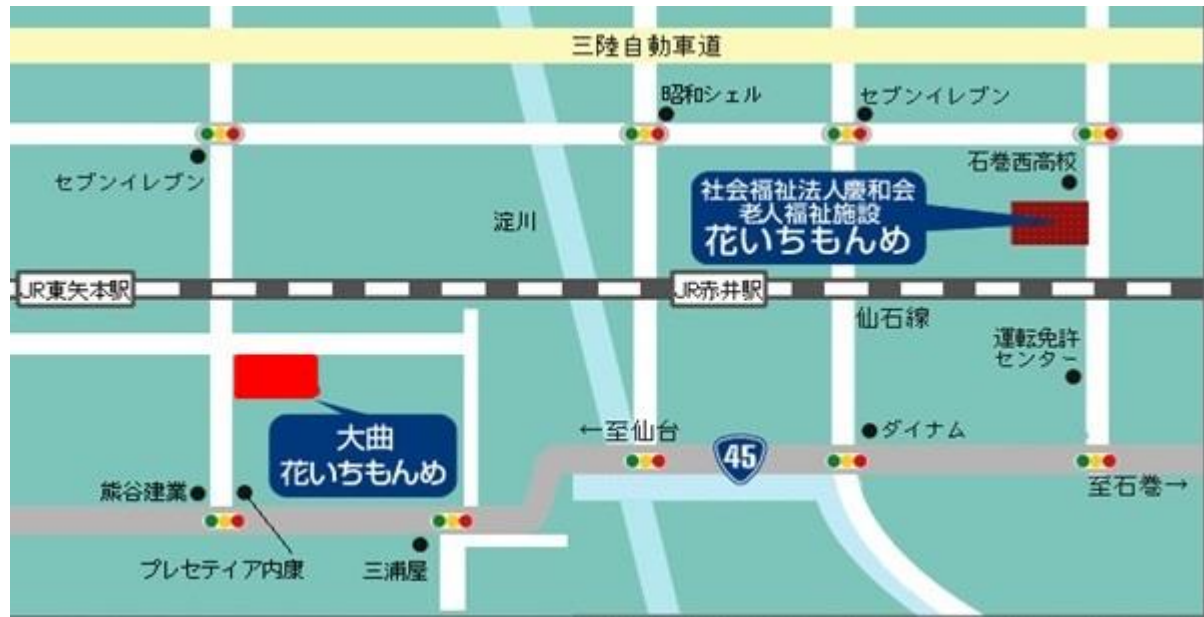 三陸自動車道
昭和シェル
セブンイレブン
セブンイレブン
石巻西高校
社会福祉法人慶和会
老人福祉施設
花いちもんめ
淀川
JR東矢本駅
JR赤井駅
仙石線
運転免許
センター
大曲
花いちもんめ
←至仙台
45
ダイナム
至石巻→
熊谷建業
プレセティア内康
三浦屋